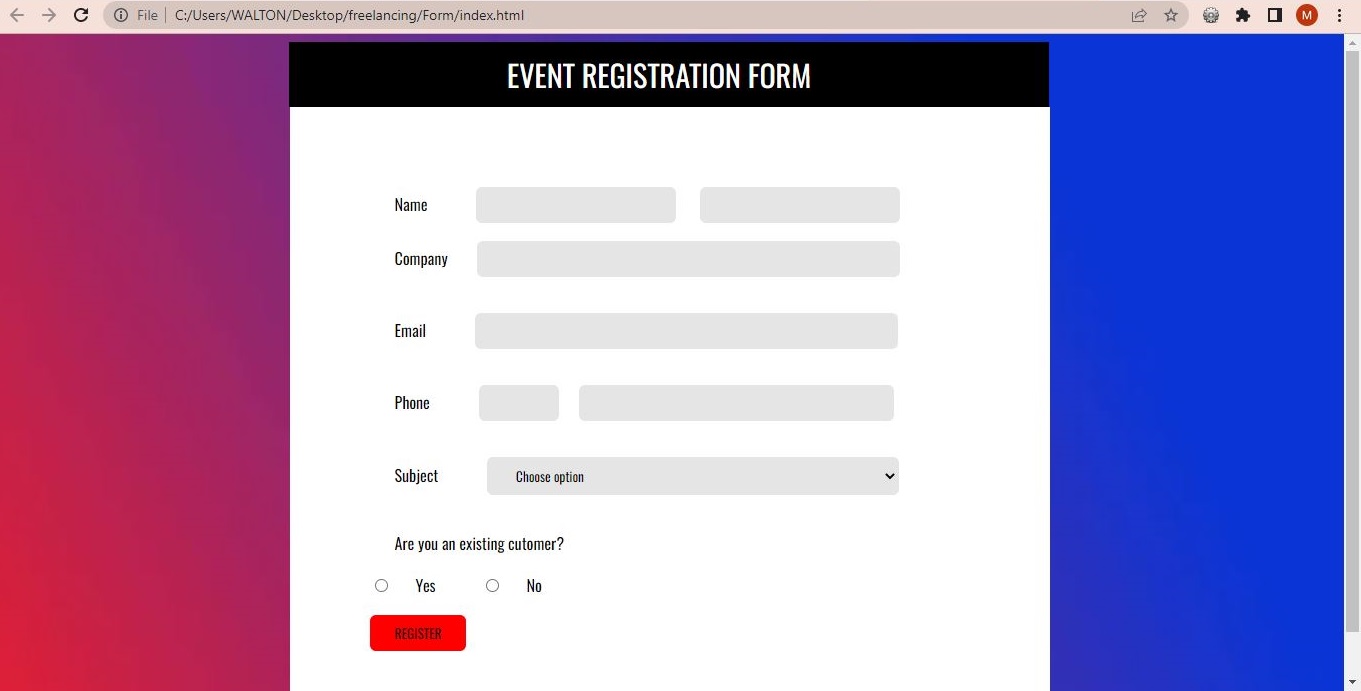 File C:/Users/WALTON/Desktop/freelancing/Form/index.html M
EVENT REGISTRATION FORM
Name
Company
Email
Phone
Subject Choose option
Are you an existing cutomer?
Yes No
REGISTER